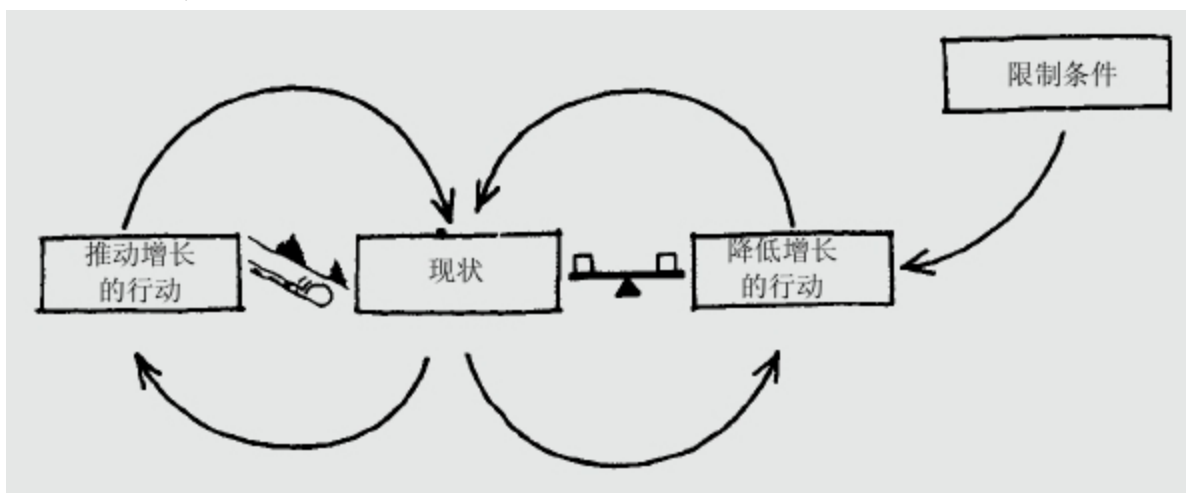 限制条件
推动增长
的行动
现状
降低增长
的行动